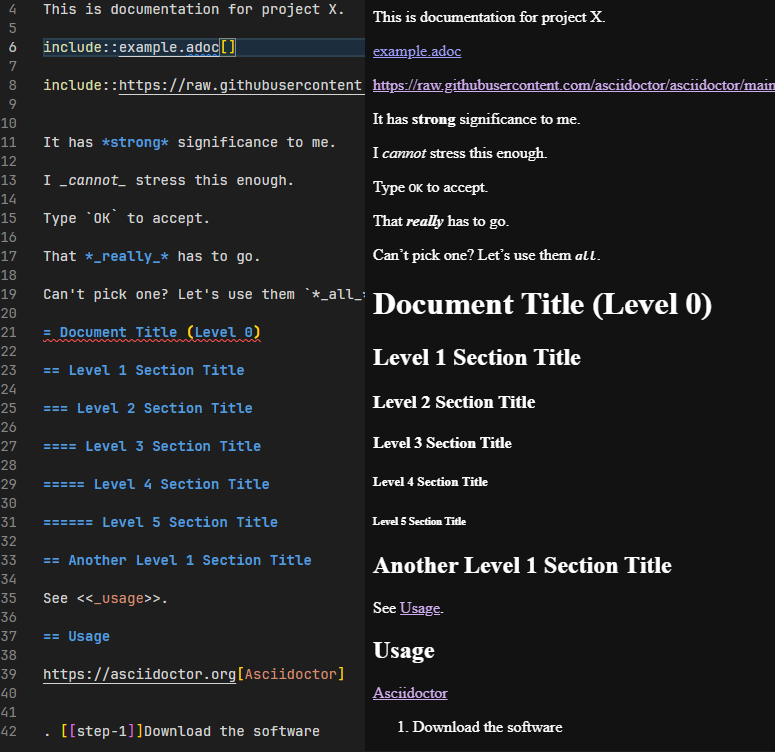 4 This is documentation for project X.
5
6 include::example.adoc[]
7
8 include::https://raw.githubusercontent
9
10
11 It has *strong* significance to me.
12
13 I _cannot_ stress this enough.
14
15 Type `OK` to accept.
16
17 That *_really_* has to go.
18
19 Can't pick one? Let's use them `*_all_*
20
21 = Document Title (Level 0)
22
23 == Level 1 Section Title
24
25 === Level 2 Section Title
26
27 ==== Level 3 Section Title
28
29 ===== Level 4 Section Title
30
31 ====== Level 5 Section Title
32
33 == Another Level 1 Section Title
34
35 See <<_usage>>.
36
37 == Usage
38
39 https://asciidoctor.org[Asciidoctor]
40
41
42 . [[step-1]]Download the software
This is documentation for project X.
example.adoc
https://raw.githubusercontent.com/asciidoctor/asciidoctor/main
It has strong significance to me.
I cannot stress this enough.
Type OK to accept.
That really has to go.
Can’t pick one? Let’s use them all.
Document Title (Level 0)
Level 1 Section Title
Level 2 Section Title
Level 3 Section Title
Level 4 Section Title
Level 5 Section Title
Another Level 1 Section Title
See Usage.
Usage
Asciidoctor
1. Download the software